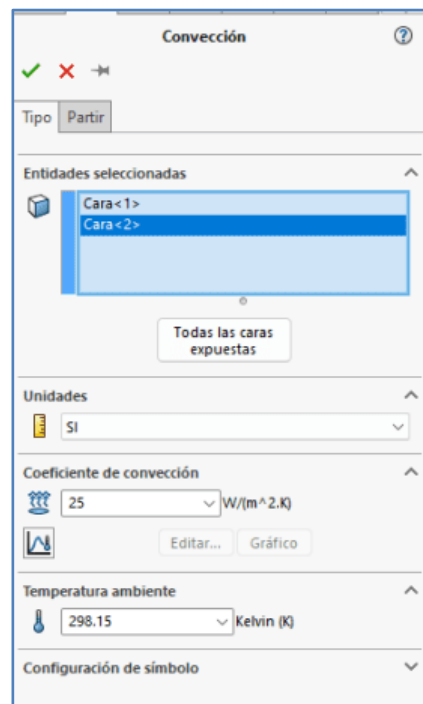 Convección
Tipo Partir
Entidades seleccionadas
Cara<1>
Cara<2>
Todas las caras
expuestas
Unidades
SI
Coeficiente de convección
25 W/(m^2.K)
Editar... Gráfico
Temperatura ambiente
298.15 Kelvin (K)
Configuración de símbolo